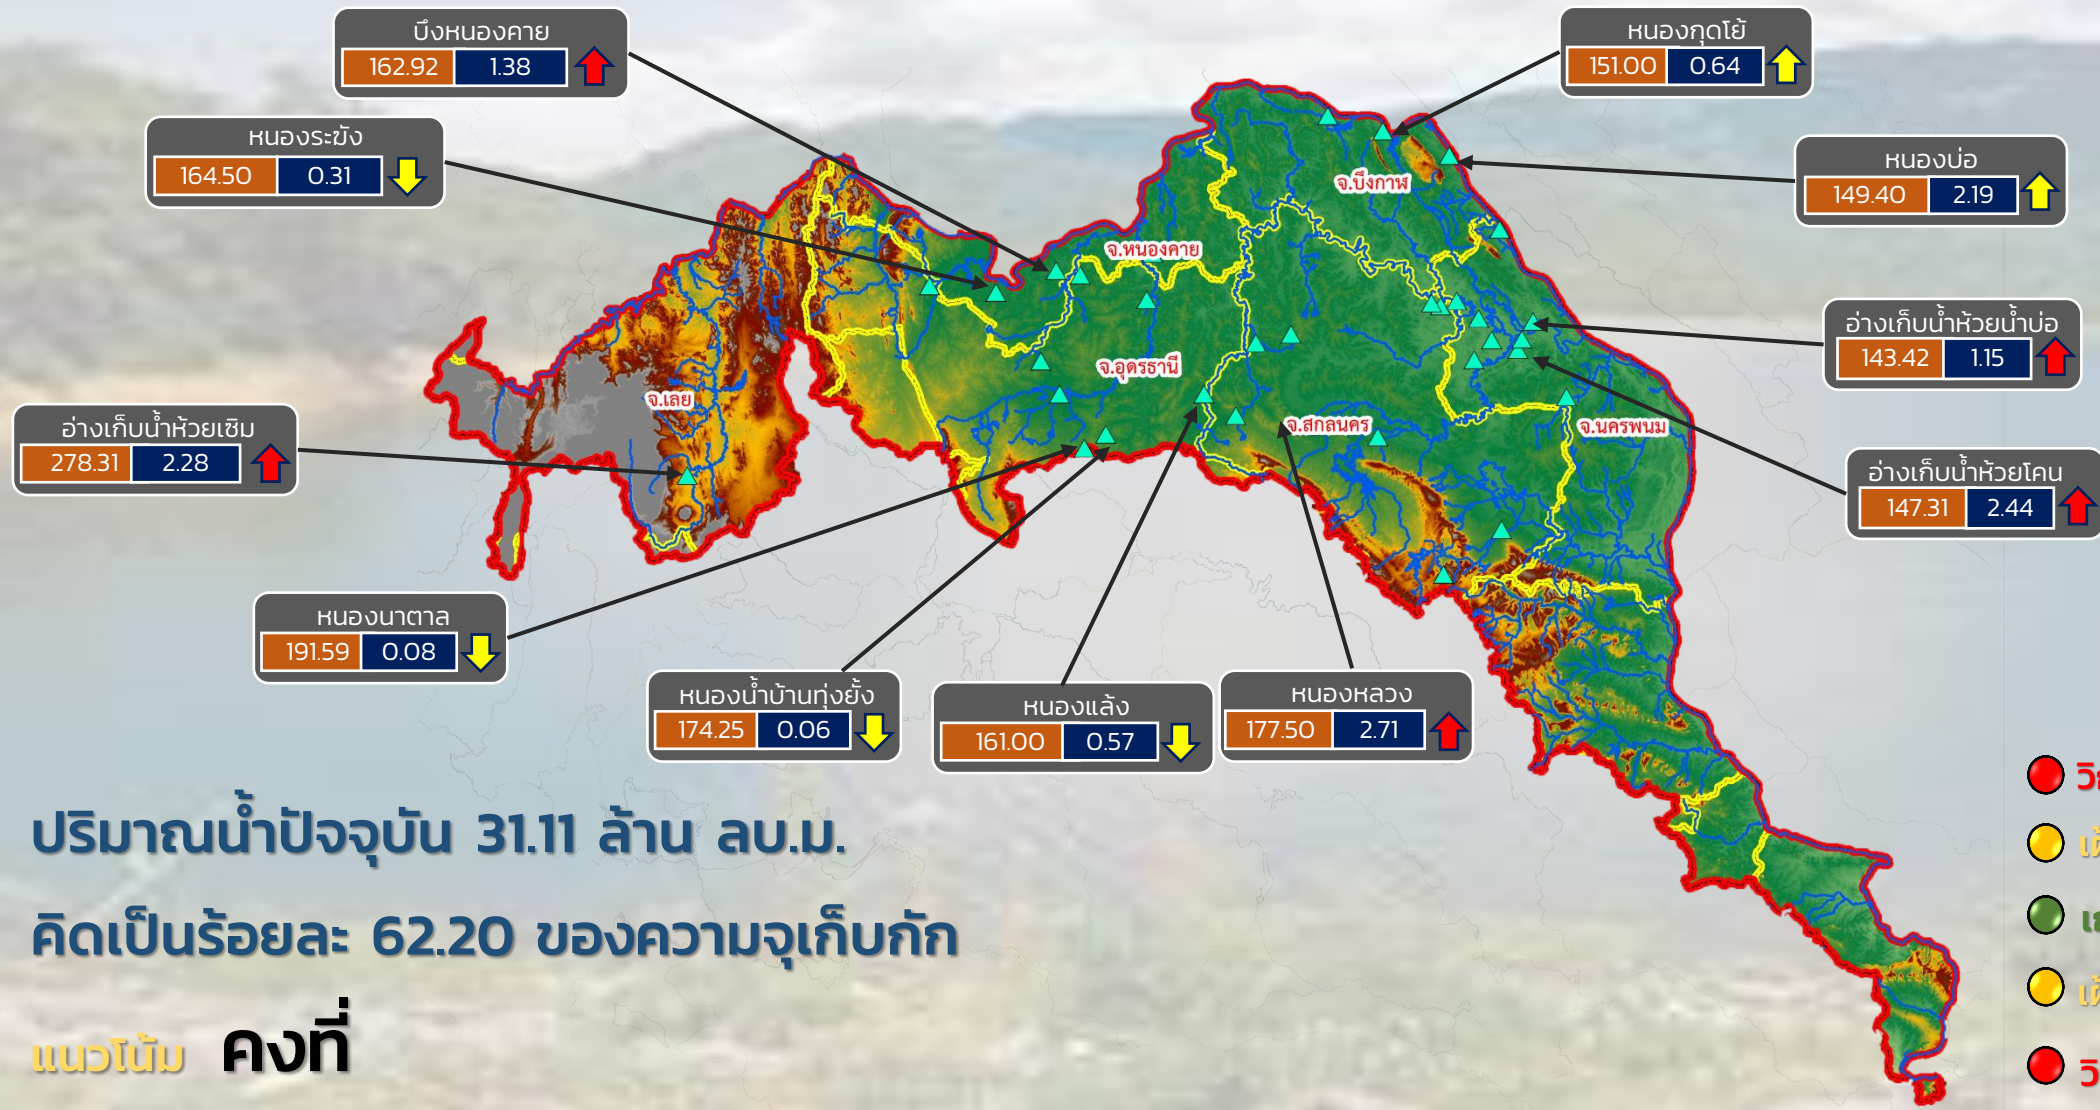 บึงหนองคาย
162.92 1.38
หนองกุดโย้
151.00 0.64
หนองระฆัง
164.50 0.31
หนองบ่อ
149.40 2.19
จ.บึงกาฬ
จ.หนองคาย
อ่างเก็บน้ำห้วยน้ำบ่อ
143.42 1.15
จ.อุดรธานี
จ.เลย
จ.สกลนคร
จ.นครพนม
อ่างเก็บน้ำห้วยเซิม
278.31 2.28
อ่างเก็บน้ำห้วยโคน
147.31 2.44
หนองนาตาล
191.59 0.08
หนองน้ำบ้านทุ่งยั้ง
174.25 0.06
หนองแล้ง
161.00 0.57
หนองหลวง
177.50 2.71
ปริมาณน้ำปัจจุบัน 31.11 ล้าน ลบ.ม.
คิดเป็นร้อยละ 62.20 ของความจุเก็บกัก
แนวโน้ม คงที่